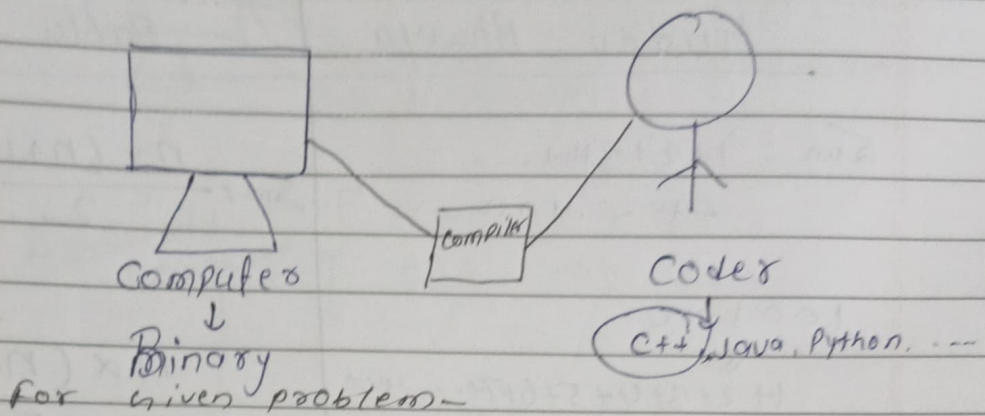 Compiler
Computer
Coder
↓
↓
Binary
C++, Java, Python, ....
For Given problem-